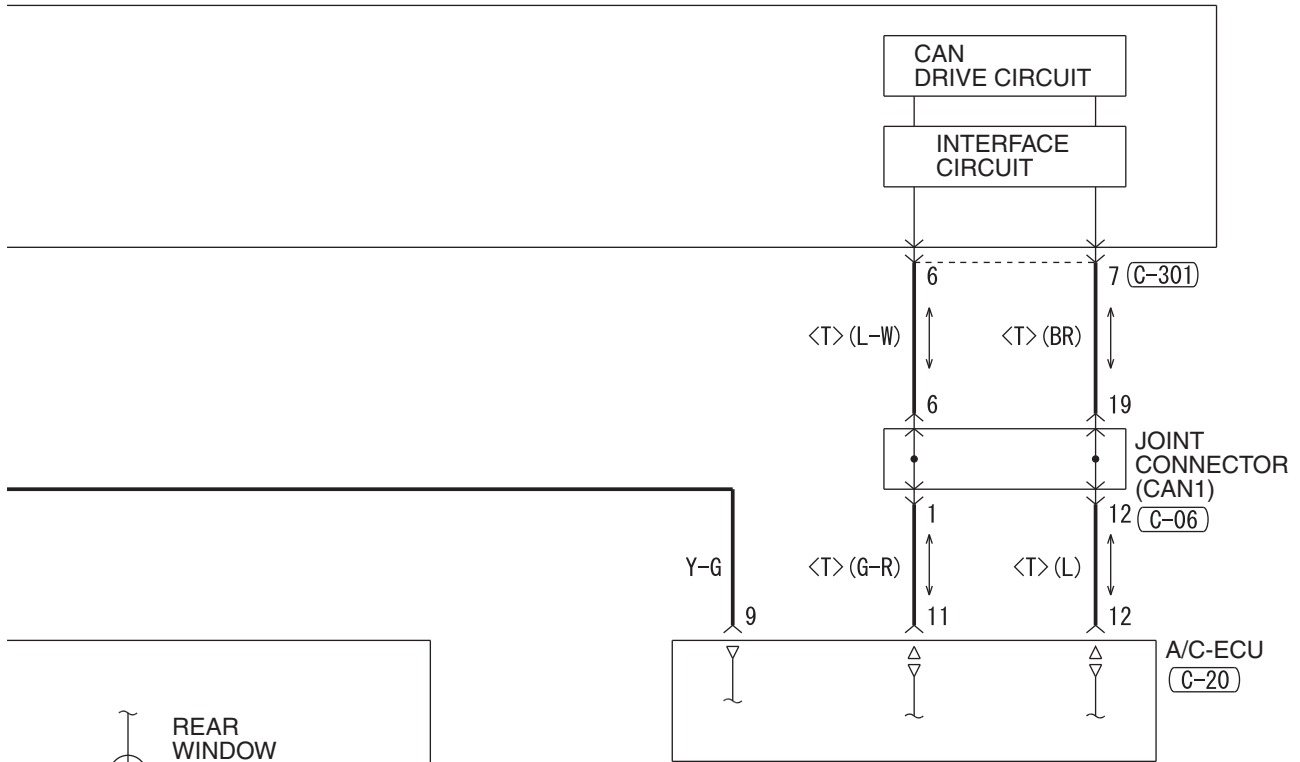 CAN
DRIVE CIRCUIT
INTERFACE
CIRCUIT
6 7 C-301
<T>(L-W) <T>(BR)
6 19
JOINT
CONNECTOR
(CAN1)
1 12 C-06
Y-G <T>(G-R) <T>(L)
9 11 12
A/C-ECU
C-20
REAR
WINDOW